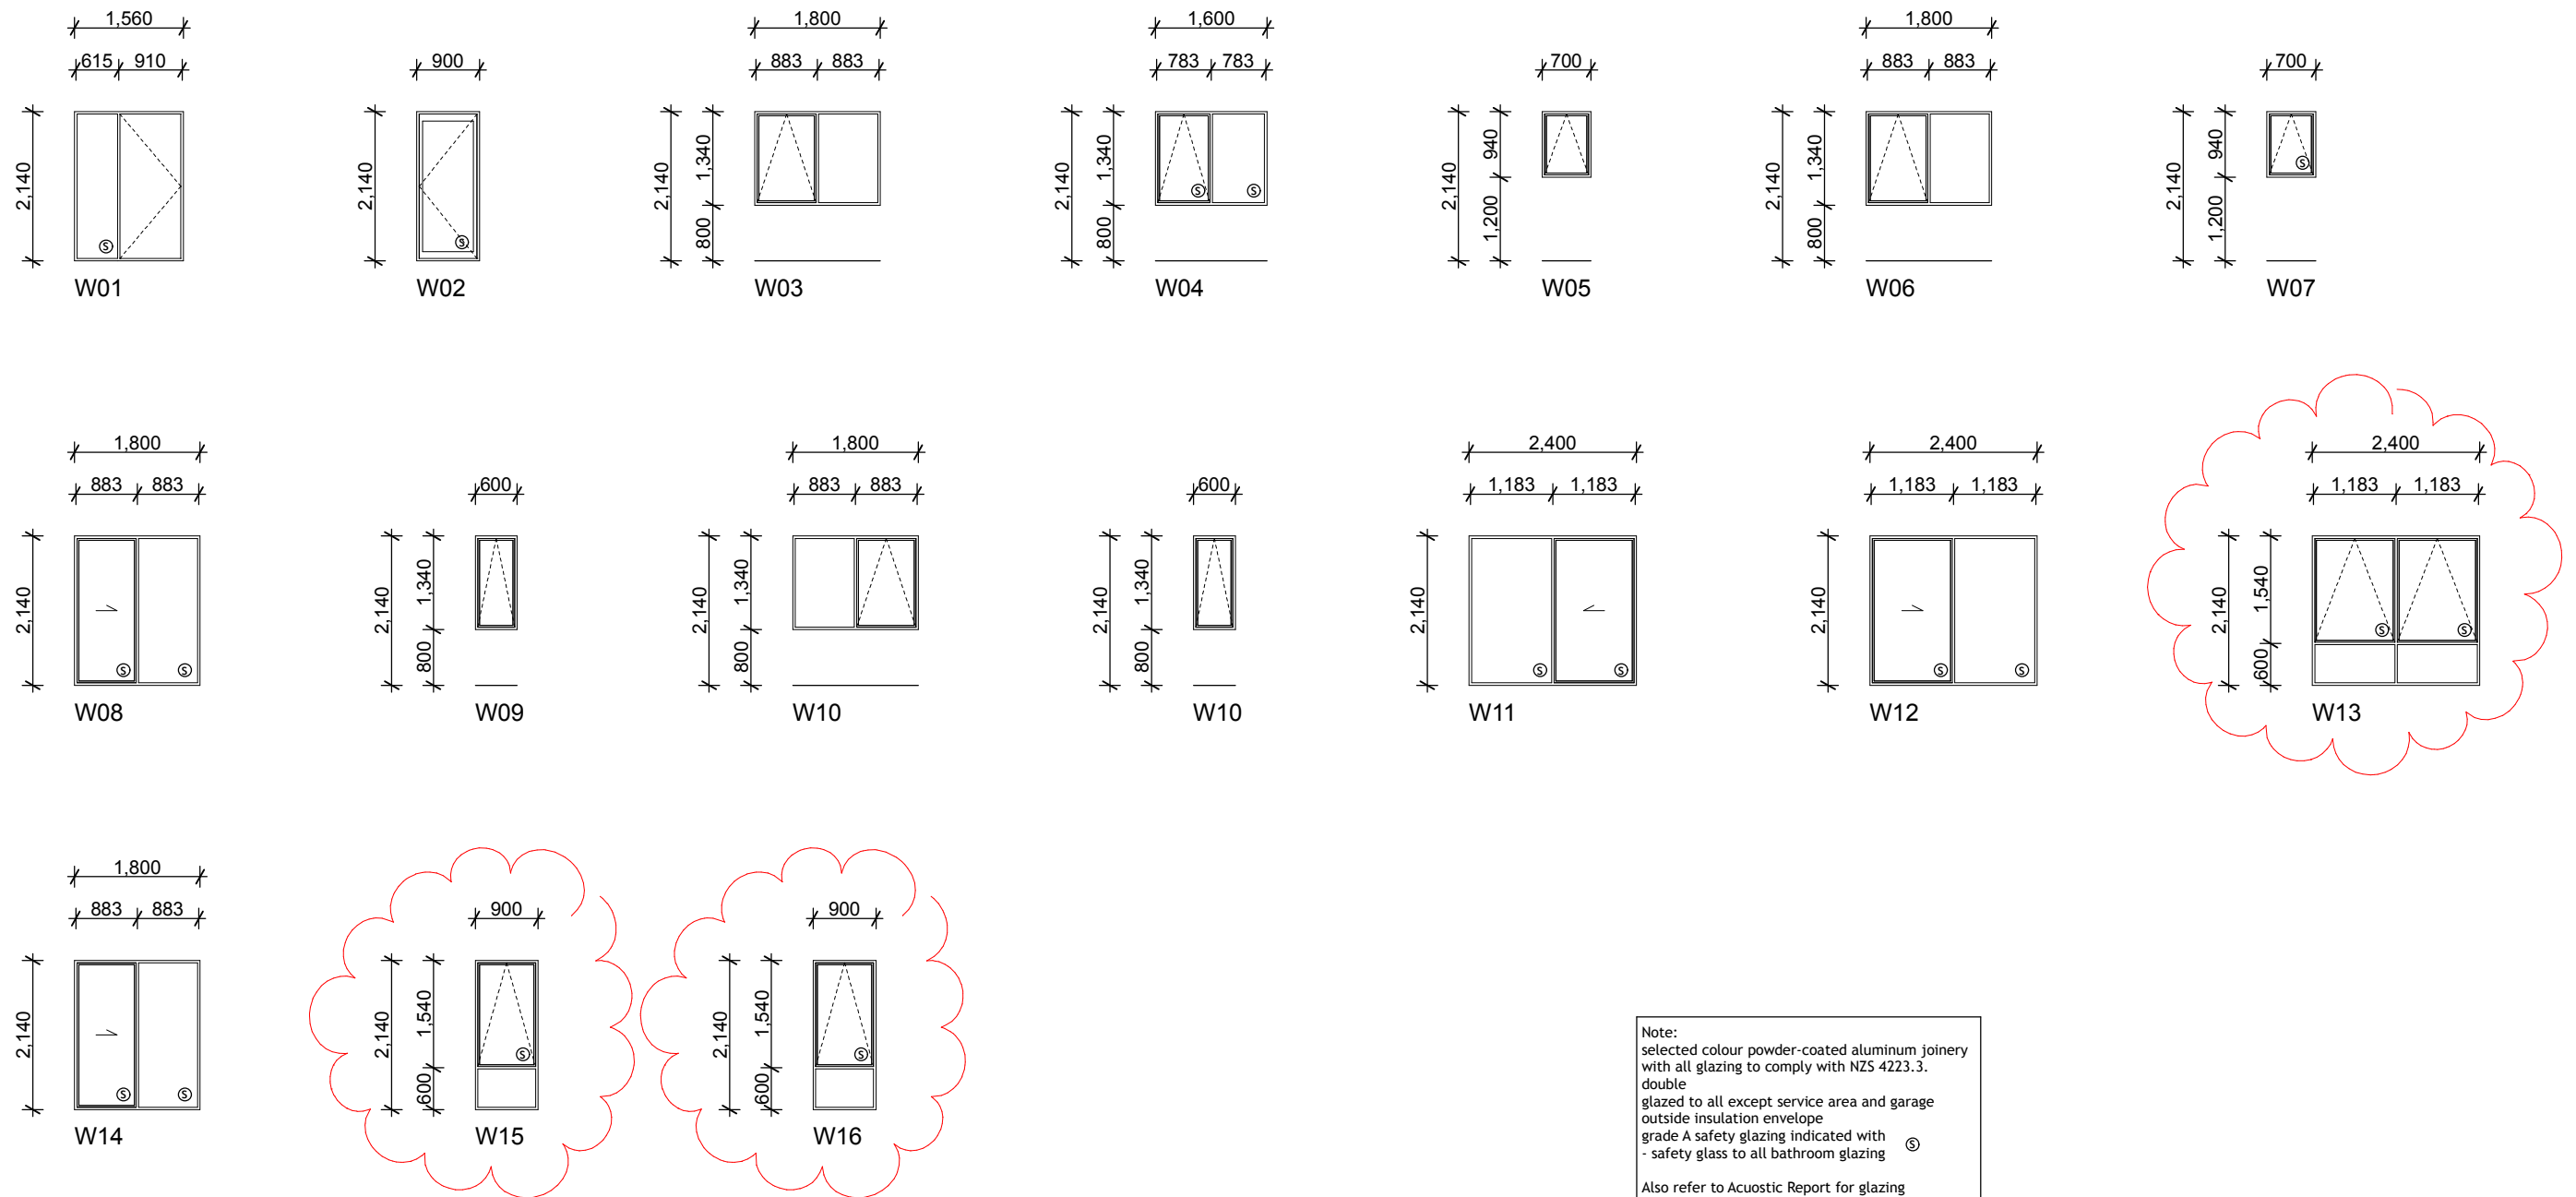 1,560
615 910
2,140
W01
900
2,140
W02
1,800
883 883
2,140
1,340
800
W03
1,600
783 783
2,140
1,340
800
S S
W04
700
2,140
940
1,200
W05
1,800
883 883
2,140
1,340
800
W06
700
2,140
940
1,200
S
W07
S
S
1,800
883 883
2,140
S S
W08
600
2,140
1,340
800
W09
1,800
883 883
2,140
1,340
800
W10
600
2,140
1,340
800
W10
2,400
1,183 1,183
2,140
S S
W11
2,400
1,183 1,183
2,140
S S
W12
2,400
1,183 1,183
2,140
1,540
600
S S
W13
1,800
883 883
2,140
S S
W14
900
2,140
1,540
600
S
W15
900
2,140
1,540
600
S
W16
Note:
selected colour powder-coated aluminum joinery
with all glazing to comply with NZS 4223.3.
double
glazed to all except service area and garage
outside insulation envelope
grade A safety glazing indicated with S
- safety glass to all bathroom glazing
Also refer to Acuostic Report for glazing